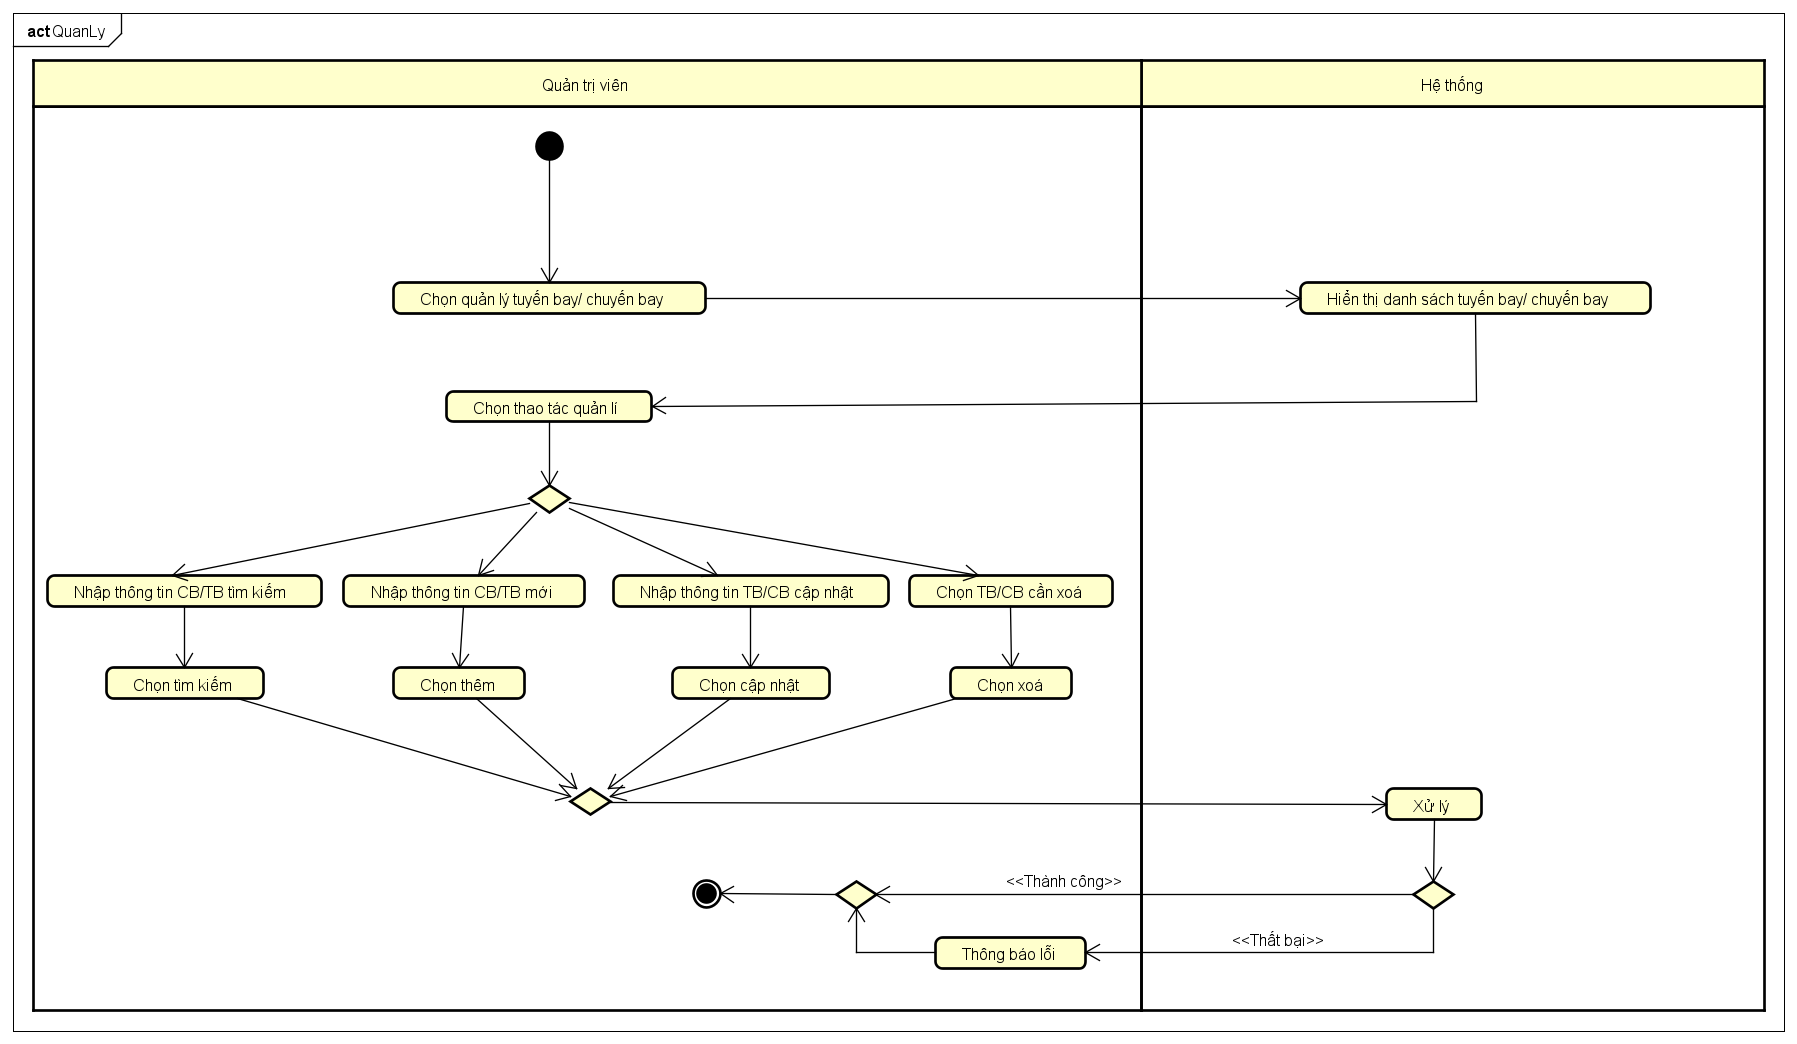 act QuanLy
Quản trị viên
Hệ thống
Chọn quản lý tuyến bay/ chuyến bay
Hiển thị danh sách tuyến bay/ chuyến bay
Chọn thao tác quản lí
Nhập thông tin CB/TB tìm kiếm
Nhập thông tin CB/TB mới
Nhập thông tin TB/CB cập nhật
Chọn TB/CB cần xoá
Chọn tìm kiếm
Chọn thêm
Chọn cập nhật
Chọn xoá
Xử lý
<<Thành công>>
<<Thất bại>>
Thông báo lỗi